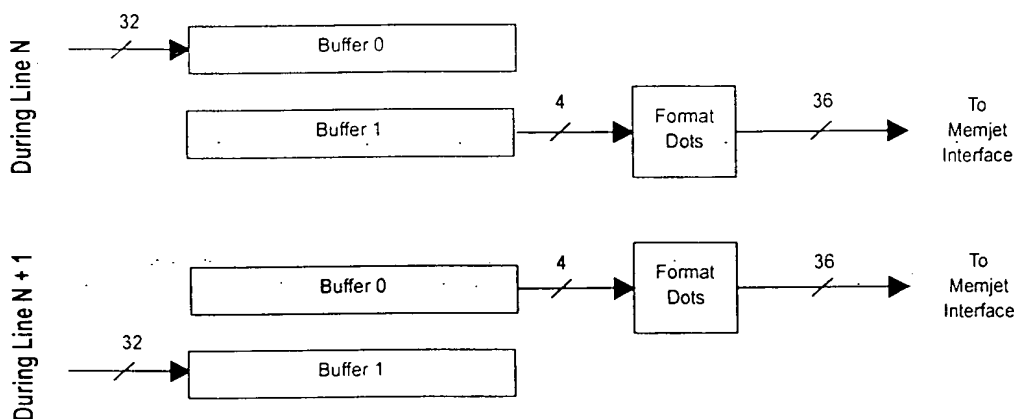 During Line N
32
Buffer 0
Buffer 1
4
Format
Dots
36
To
Memjet
Interface
During Line N + 1
Buffer 0
4
Format
Dots
36
To
Memjet
Interface
32
Buffer 1